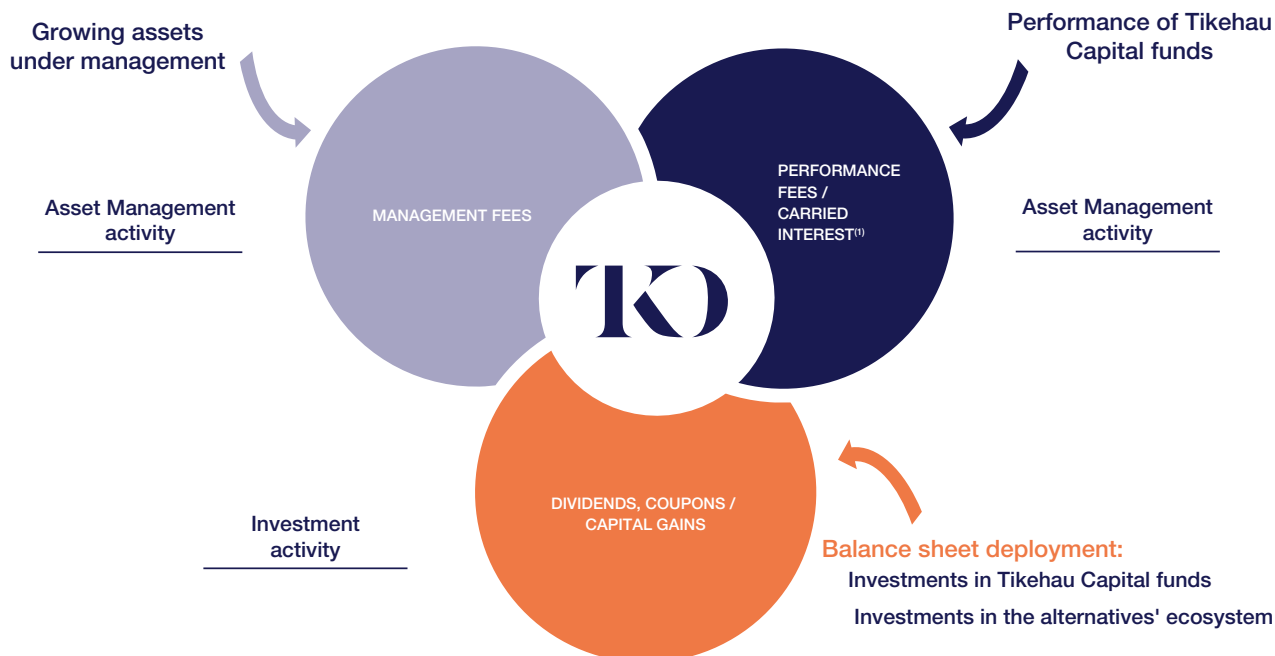 Growing assets
under management
Performance of Tikehau
Capital funds
MANAGEMENT FEES
PERFORMANCE
FEES /
CARRIED
INTEREST(1)
Asset Management
activity
Asset Management
activity
TKO
DIVIDENDS, COUPONS /
CAPITAL GAINS
Investment
activity
Balance sheet deployment:
Investments in Tikehau Capital funds
Investments in the alternatives' ecosystem